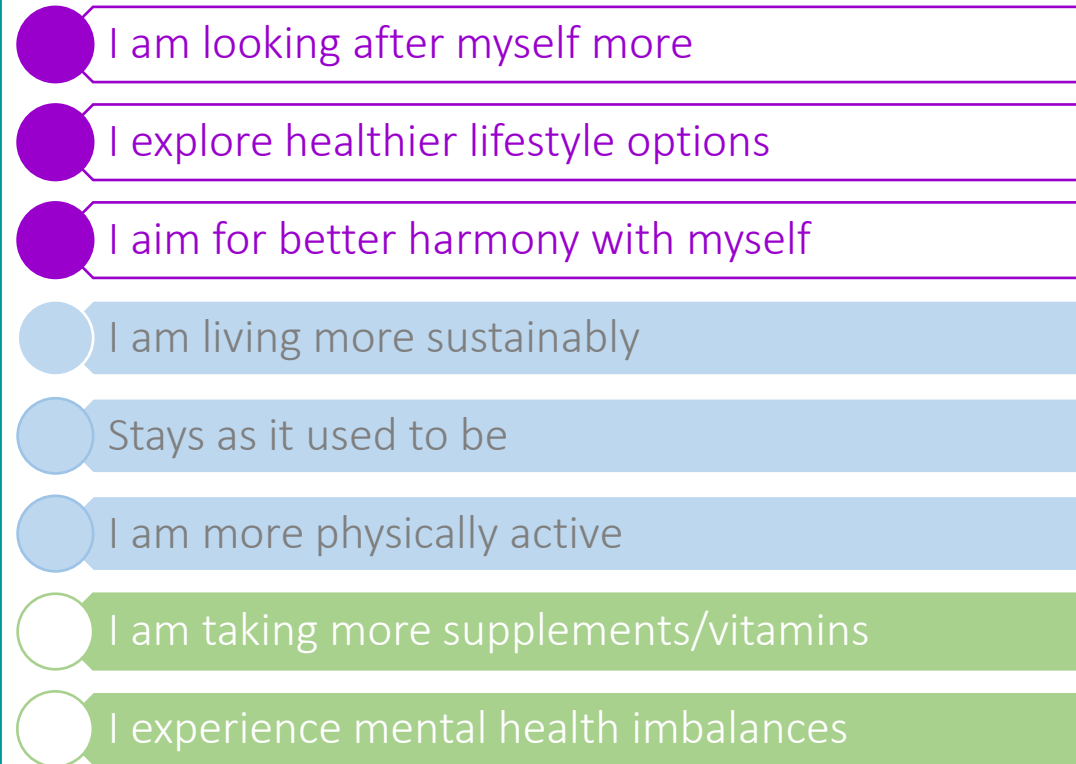 I am looking after myself more
I explore healthier lifestyle options
I aim for better harmony with myself
I am living more sustainably
Stays as it used to be
I am more physically active
I am taking more supplements/vitamins
I experience mental health imbalances